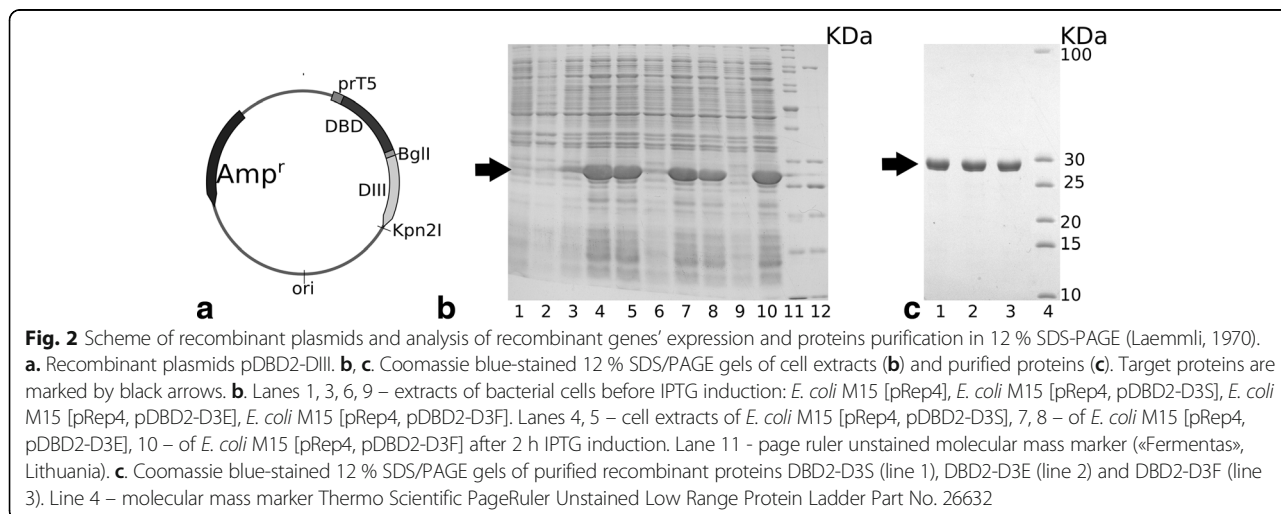 KDa
KDa
100
prT5
DBD
BglI
Amp^r
DIII
30
25
Kpn2I
20
15
ori
10
a
b
1 2 3 4 5 6 7 8 9 10 11 12
c
1 2 3 4
Fig. 2 Scheme of recombinant plasmids and analysis of recombinant genes' expression and proteins purification in 12 % SDS-PAGE (Laemmli, 1970).
a. Recombinant plasmids pDBD2-DIII. b, c. Coomassie blue-stained 12 % SDS/PAGE gels of cell extracts (b) and purified proteins (c). Target proteins are
marked by black arrows. b. Lanes 1, 3, 6, 9 – extracts of bacterial cells before IPTG induction: E. coli M15 [pRep4], E. coli M15 [pRep4, pDBD2-D3S], E. coli
M15 [pRep4, pDBD2-D3E], E. coli M15 [pRep4, pDBD2-D3F]. Lanes 4, 5 – cell extracts of E. coli M15 [pRep4, pDBD2-D3S], 7, 8 – of E. coli M15 [pRep4,
pDBD2-D3E], 10 – of E. coli M15 [pRep4, pDBD2-D3F] after 2 h IPTG induction. Lane 11 - page ruler unstained molecular mass marker («Fermentas»,
Lithuania). c. Coomassie blue-stained 12 % SDS/PAGE gels of purified recombinant proteins DBD2-D3S (line 1), DBD2-D3E (line 2) and DBD2-D3F (line
3). Line 4 – molecular mass marker Thermo Scientific PageRuler Unstained Low Range Protein Ladder Part No. 26632